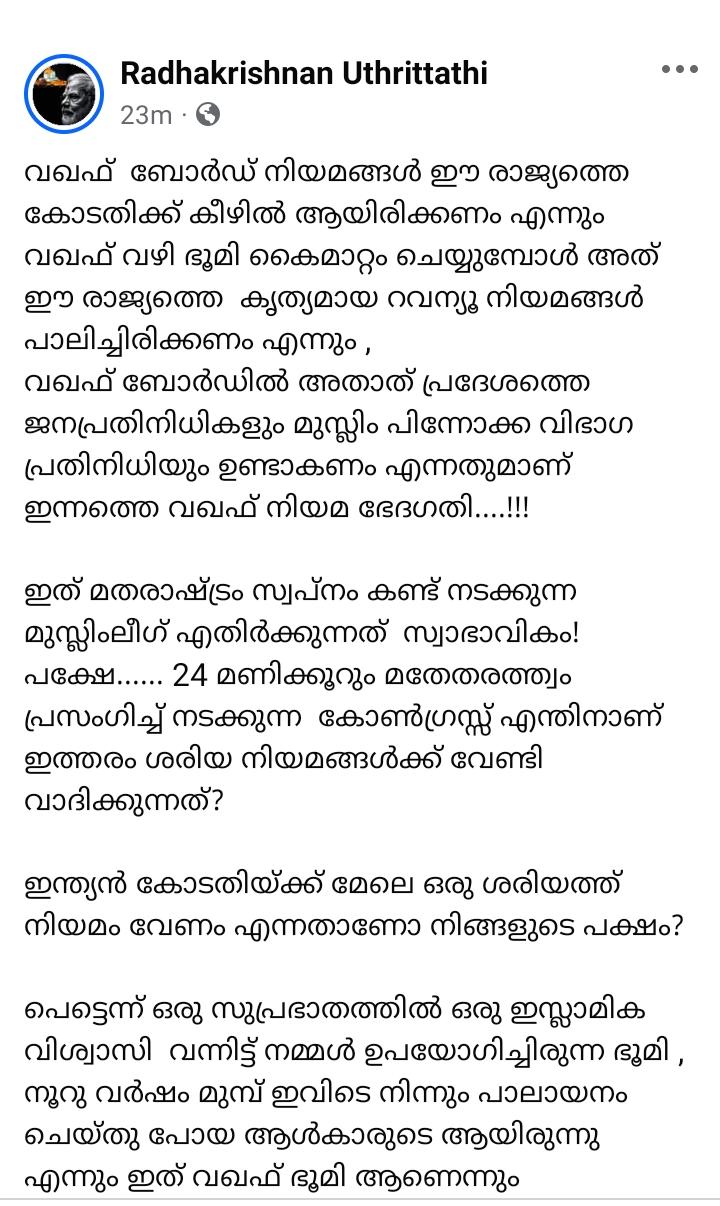 Radhakrishnan Uthrittathi
23m ·
വഖഫ് ബോർഡ് നിയമങ്ങൾ ഈ രാജ്യത്തെ
കോടതിക്ക് കീഴിൽ ആയിരിക്കണം എന്നും
വഖഫ് വഴി ഭൂമി കൈമാറ്റം ചെയ്യുമ്പോൾ അത്
ഈ രാജ്യത്തെ കൃത്യമായ റവന്യൂ നിയമങ്ങൾ
പാലിച്ചിരിക്കണം എന്നും ,
വഖഫ് ബോർഡിൽ അതാത് പ്രദേശത്തെ
ജനപ്രതിനിധികളും മുസ്ലിം പിന്നോക്ക വിഭാഗ
പ്രതിനിധിയും ഉണ്ടാകണം എന്നതുമാണ്
ഇന്നത്തെ വഖഫ് നിയമ ഭേദഗതി....!!!
ഇത് മതരാഷ്ട്രം സ്വപ്നം കണ്ട് നടക്കുന്ന
മുസ്ലിംലീഗ് എതിർക്കുന്നത് സ്വാഭാവികം!
പക്ഷേ...... 24 മണിക്കൂറും മതേതരത്ത്വം
പ്രസംഗിച്ച് നടക്കുന്ന കോൺഗ്രസ്സ് എന്തിനാണ്
ഇത്തരം ശരിയ നിയമങ്ങൾക്ക് വേണ്ടി
വാദിക്കുന്നത്?
ഇന്ത്യൻ കോടതിയ്ക്ക് മേലെ ഒരു ശരിയത്ത്
നിയമം വേണം എന്നതാണോ നിങ്ങളുടെ പക്ഷം?
പെട്ടെന്ന് ഒരു സുപ്രഭാതത്തിൽ ഒരു ഇസ്ലാമിക
വിശ്വാസി വന്നിട്ട് നമ്മൾ ഉപയോഗിച്ചിരുന്ന ഭൂമി ,
നൂറു വർഷം മുമ്പ് ഇവിടെ നിന്നും പാലായനം
ചെയ്തു പോയ ആൾകാരുടെ ആയിരുന്നു
എന്നും ഇത് വഖഫ് ഭൂമി ആണെന്നും